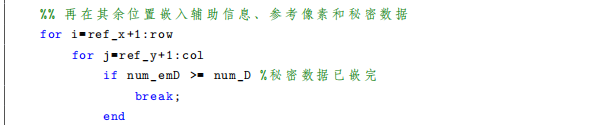 %% 再在其余位置嵌入辅助信息、参考像素和秘密数据
for i=ref_x+1:row
for j=ref_y+1:col
if num_emD >= num_D %秘密数据已嵌完
break;
end